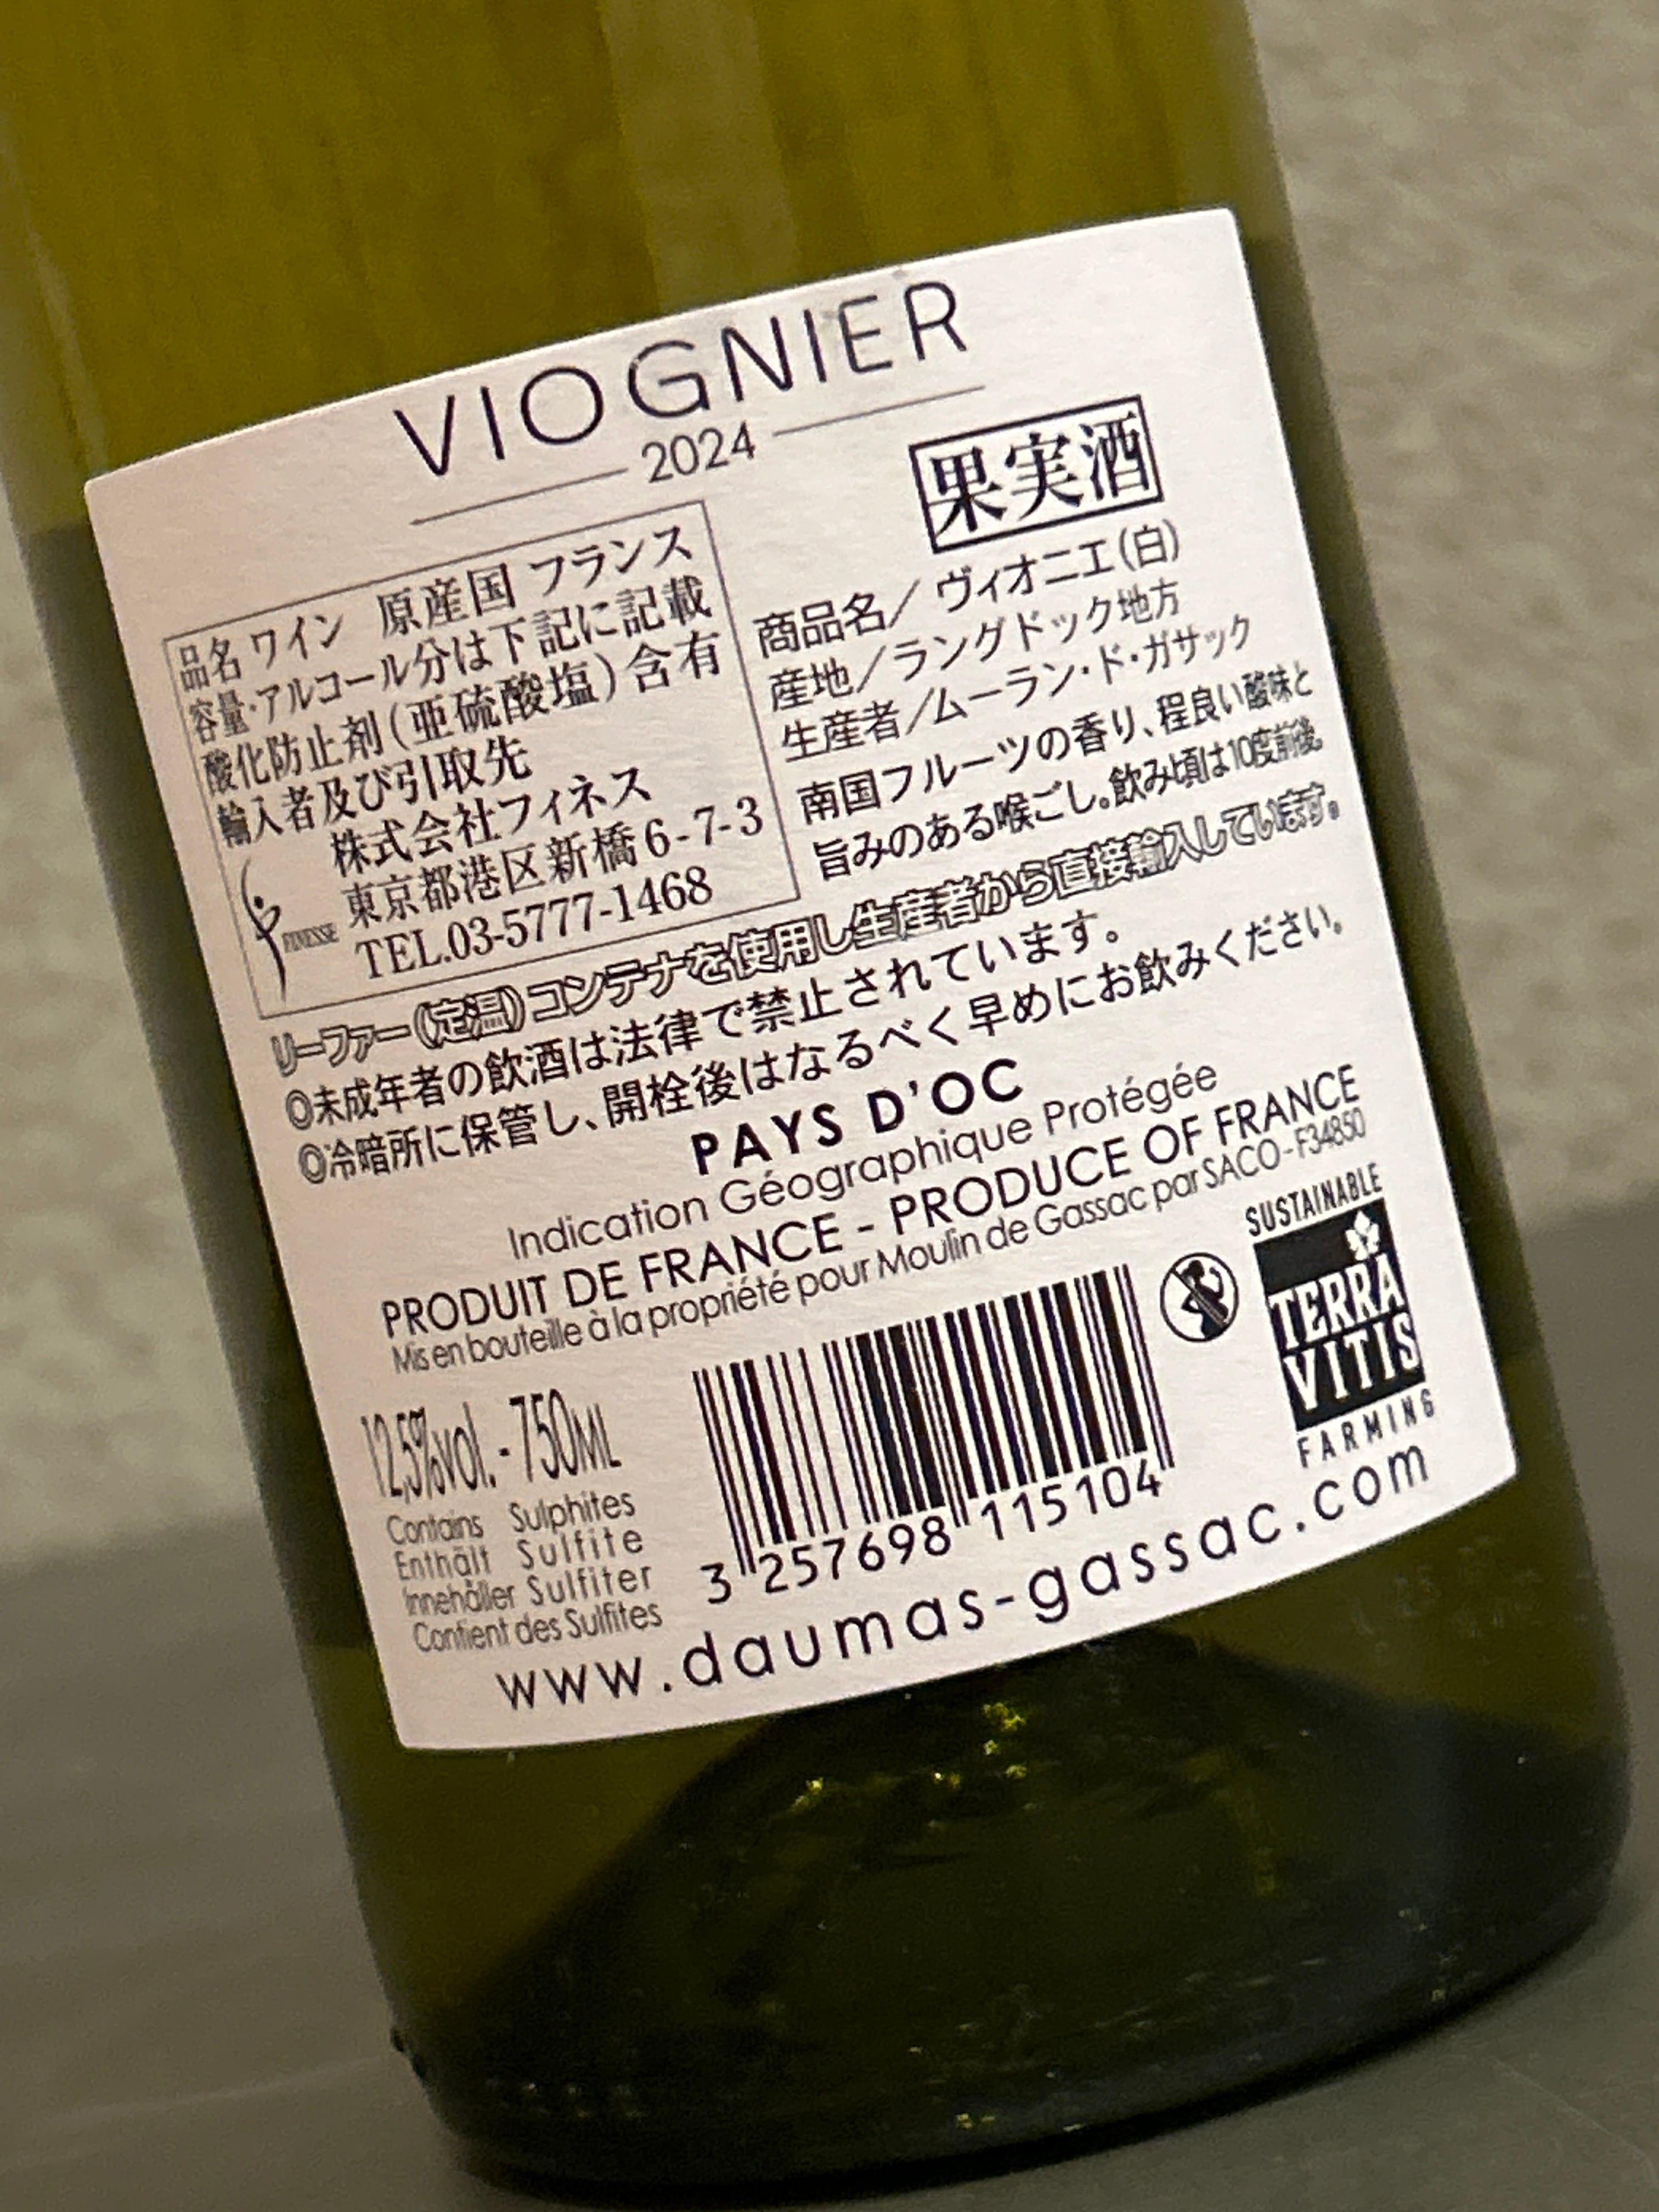 VIOGNIER
2024
果実酒
品名 ワイン 原産国 フランス
容量・アルコール分は下記に記載
酸化防止剤(亜硫酸塩)含有
輸入者及び引取先
株式会社フィネス
東京都港区新橋6-7-3
TEL.03-5777-1468
FINESSE
商品名/ ヴィオニエ(白)
産地/ラングドック地方
生産者/ムーラン・ド・ガサック
南国フルーツの香り、程良い酸味と
旨みのある喉ごし。飲み頃は10度前後。
リーファー(定温)コンテナを使用し生産者から直接輸入しています。
◎未成年者の飲酒は法律で禁止されています。
◎冷暗所に保管し、開栓後はなるべく早めにお飲みください。
PAYS D'OC
Indication Géographique Protégée
PRODUIT DE FRANCE - PRODUCE OF FRANCE
Mis en bouteille à la propriété pour Moulin de Gassac par SACO - F34850
12,5%vol. - 750ML
Contains Sulphites
Enthält Sulfite
Innehåller Sulfiter
Contient des Sulfites
3 257698 115104
SUSTAINABLE
TERRA
VITIS
FARMING
www.daumas-gassac.com